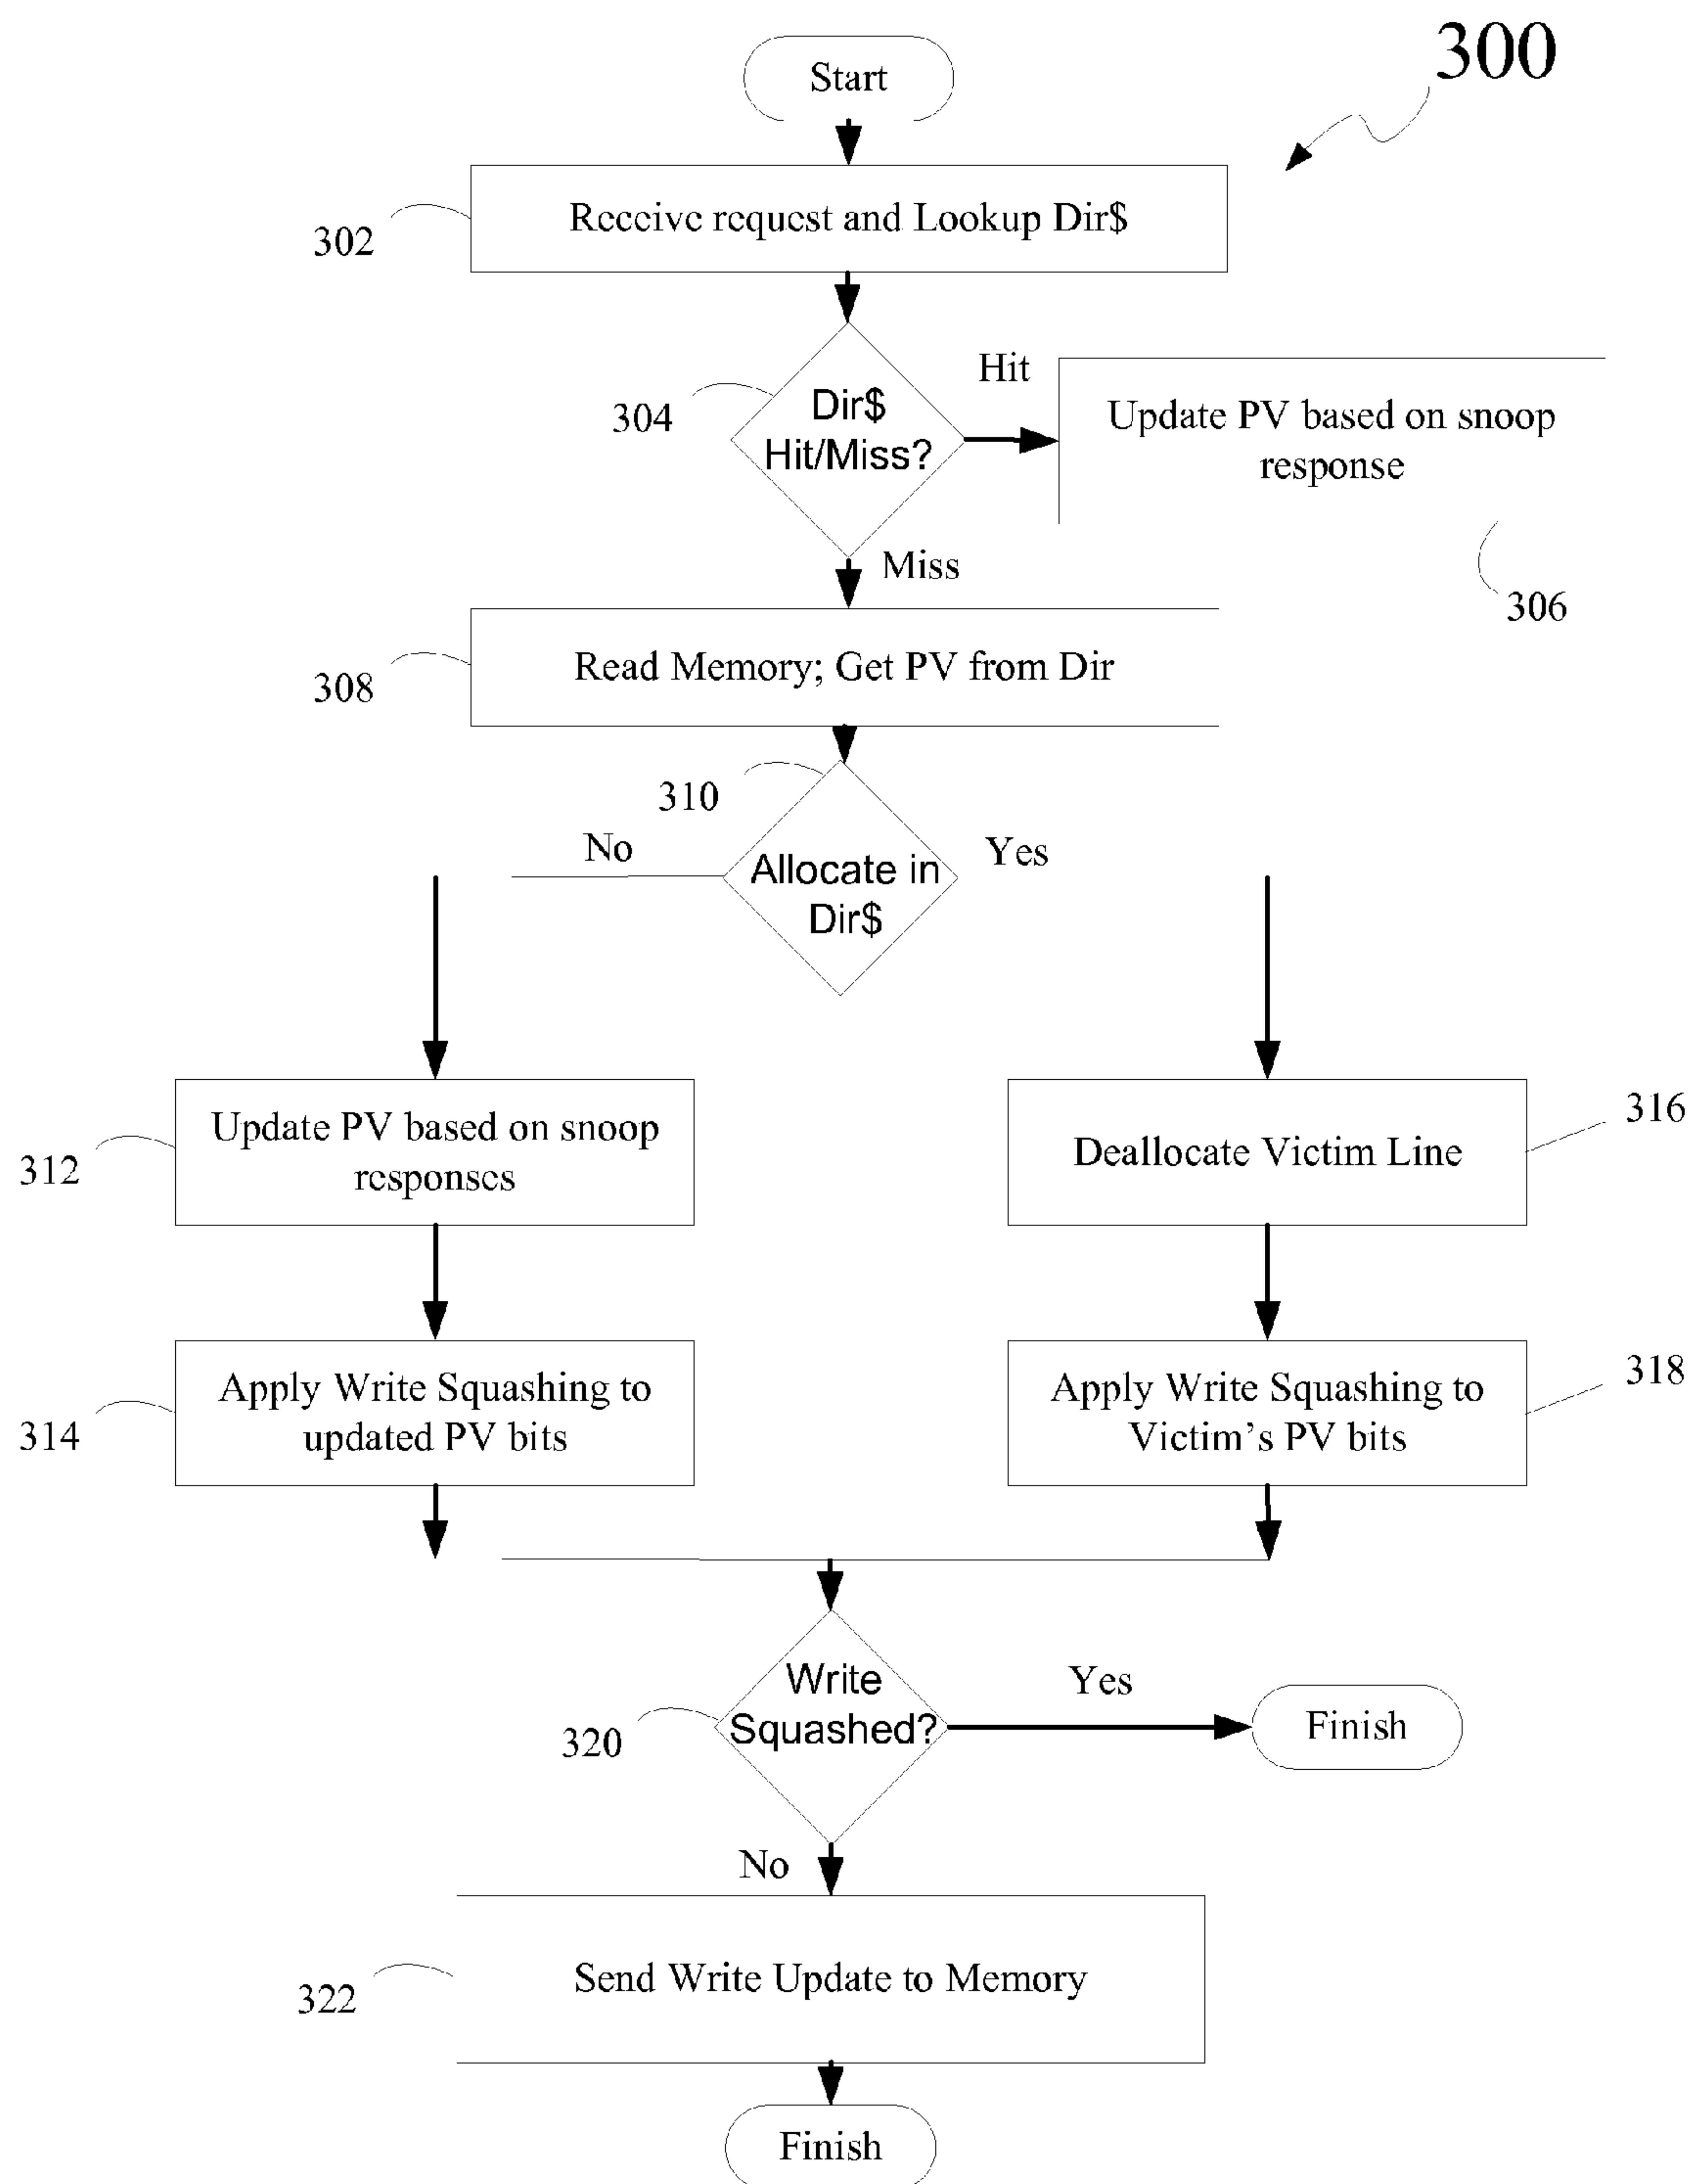 300
Start
Receive request and Lookup Dir$
302
Hit
304
Dir$
Hit/Miss?
Update PV based on snoop
response
Miss
306
Read Memory; Get PV from Dir
308
310
No
Yes
Allocate in
Dir$
Update PV based on snoop
responses
312
Deallocate Victim Line
316
Apply Write Squashing to
updated PV bits
314
Apply Write Squashing to
Victim's PV bits
318
Write
Squashed?
320
Yes
Finish
No
Send Write Update to Memory
322
Finish